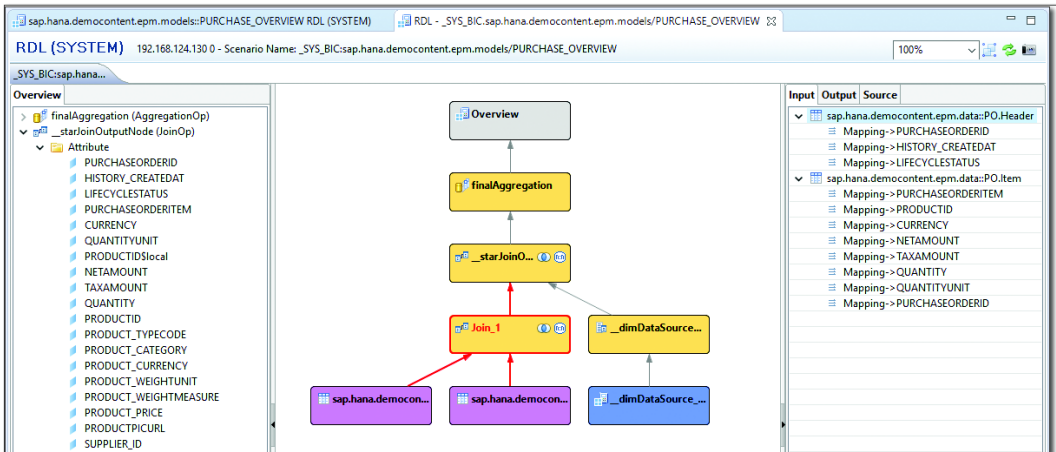 sap.hana.democontent.epm.models::PURCHASE_OVERVIEW RDL (SYSTEM)
RDL - _SYS_BIC.sap.hana.democontent.epm.models/PURCHASE_OVERVIEW
RDL (SYSTEM)
192.168.124.130 0 - Scenario Name: _SYS_BIC:sap.hana.democontent.epm.models/PURCHASE_OVERVIEW
100%
_SYS_BIC:sap.hana...
Overview
finalAggregation (AggregationOp)
__starJoinOutputNode (JoinOp)
Attribute
PURCHASEORDERID
HISTORY_CREATEDAT
LIFECYCLESTATUS
PURCHASEORDERITEM
CURRENCY
QUANTITYUNIT
PRODUCTID$local
NETAMOUNT
TAXAMOUNT
QUANTITY
PRODUCTID
PRODUCT_TYPECODE
PRODUCT_CATEGORY
PRODUCT_CURRENCY
PRODUCT_WEIGHTUNIT
PRODUCT_WEIGHTMEASURE
PRODUCT_PRICE
PRODUCTPICURL
SUPPLIER_ID
Overview
finalAggregation
__starJoinO...
Join_1
__dimDataSource...
sap.hana.democon...
sap.hana.democon...
__dimDataSource_...
Input Output Source
sap.hana.democontent.epm.data::PO.Header
Mapping->PURCHASEORDERID
Mapping->HISTORY_CREATEDAT
Mapping->LIFECYCLESTATUS
sap.hana.democontent.epm.data::PO.Item
Mapping->PURCHASEORDERITEM
Mapping->PRODUCTID
Mapping->CURRENCY
Mapping->NETAMOUNT
Mapping->TAXAMOUNT
Mapping->QUANTITY
Mapping->QUANTITYUNIT
Mapping->PURCHASEORDERID